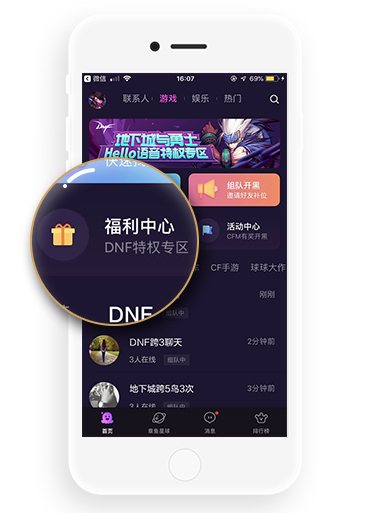 微信
16:07
69%
联系人
游戏
娱乐
热门
DNF
地下城与勇士
Hello语音特权专区
组队开黑
邀请好友补位
福利中心
DNF特权专区
活动中心
CFM有奖开黑
CF手游
球球大作
DNF
组队中
刚刚
DNF跨3聊天
2分钟前
3人在线
组队中
地下城跨5鸟3次
3分钟前
3人在线
组队中
首页
章鱼星球
消息
排行榜